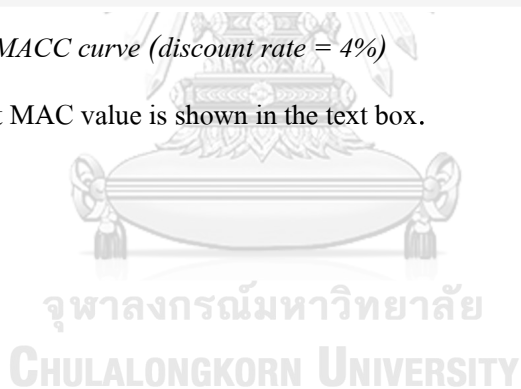 MACC curve (discount rate = 4%)
t MAC value is shown in the text box.
จุฬาลงกรณ์มหาวิทยาลัย
CHULALONGKORN UNIVERSITY